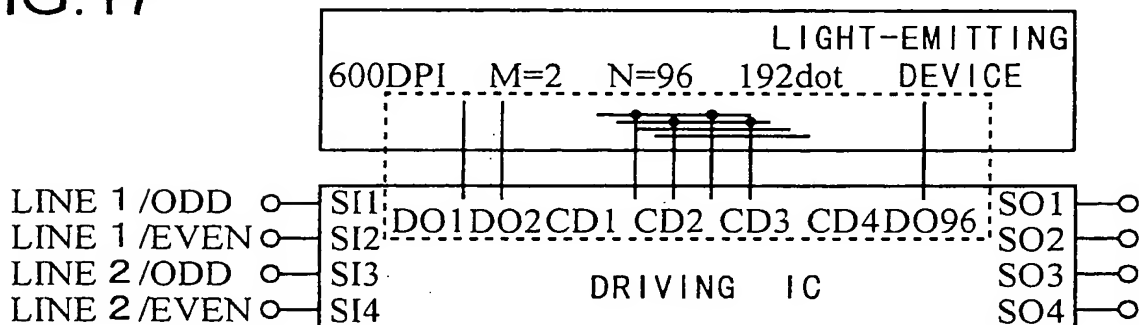 FIG. 17
LIGHT-EMITTING
600DPI M=2 N=96 192dot DEVICE
LINE 1/ODD SI1 DO1 DO2 CD1 CD2 CD3 CD4 DO96 SO1
LINE 1/EVEN SI2 SO2
LINE 2/ODD SI3 DRIVING IC SO3
LINE 2/EVEN SI4 SO4